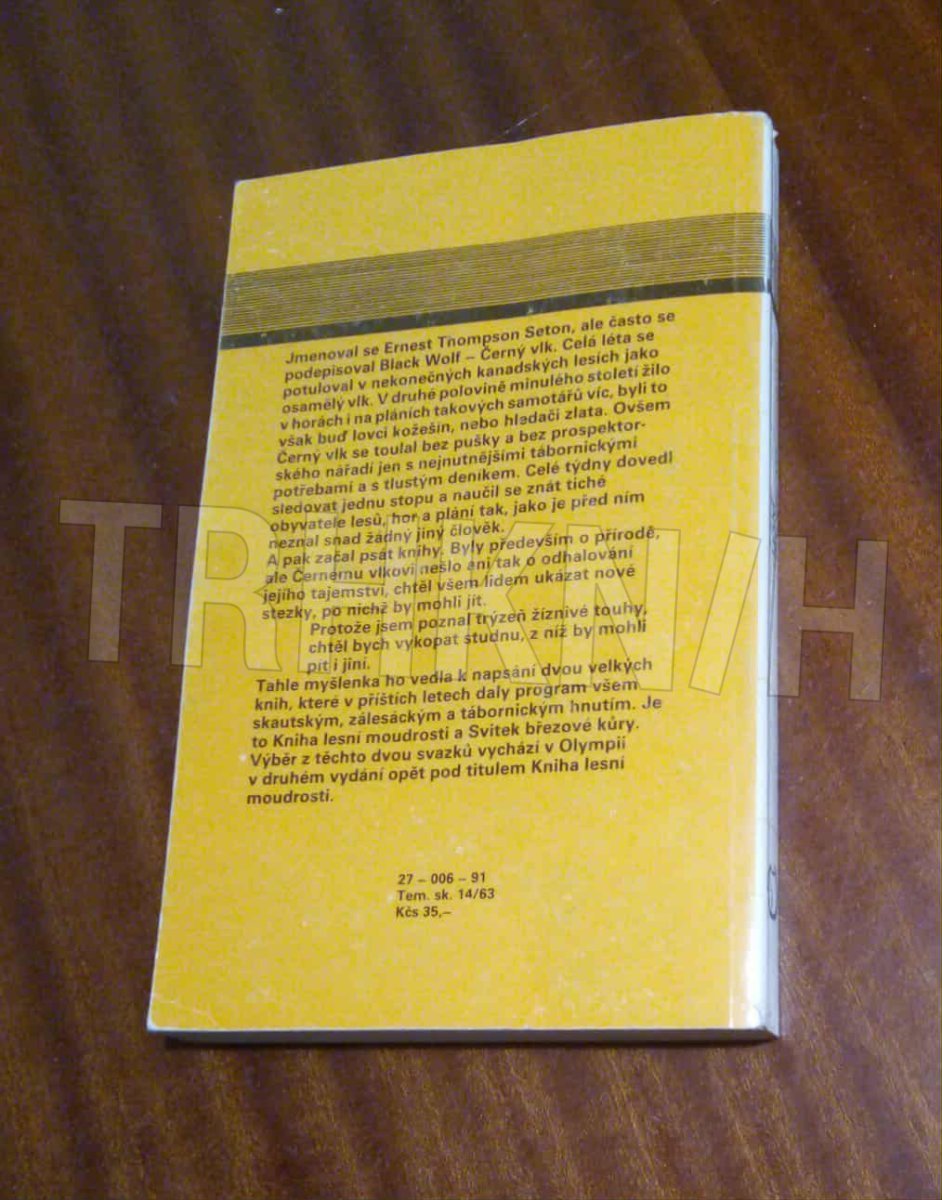 Jmenoval se Ernest Thompson Seton, ale často se
podepisoval Black Wolf – Černý vlk. Celá léta se
potuloval v nekonečných kanadských lesích jako
osamělý vlk. V druhé polovině minulého století žilo
v horách i na pláních takových samotářů víc, byli to
však buď lovci kožešin, nebo hledači zlata. Ovšem
Černý vlk se toulal bez pušky a bez prospektor-
ského nářadí jen s nejnutnějšími tábornickými
potřebami a s tlustým deníkem. Celé týdny dovedl
sledovat jednu stopu a naučil se znát tiché
obyvatele lesů, hor a plání tak, jako je před ním
neznal snad žádný jiný člověk.
A pak začal psát knihy. Byly především o přírodě,
ale Černému vlkovi nešlo ani tak o odhalování
jejího tajemství, chtěl všem lidem ukázat nové
stezky, po nichž by mohli jít.
Protože jsem poznal trýzeň žíznivé touhy,
chtěl bych vykopat studnu, z níž by mohli
pít i jiní.
Tahle myšlenka ho vedla k napsání dvou velkých
knih, které v příštích letech daly program všem
skautským, zálesáckým a tábornickým hnutím. Je
to Kniha lesní moudrosti a Svitek březové kůry.
Výběr z těchto dvou svazků vychází v Olympii
v druhém vydání opět pod titulem Kniha lesní
moudrosti.
27 – 006 – 91
Tem. sk. 14/63
Kčs 35,–